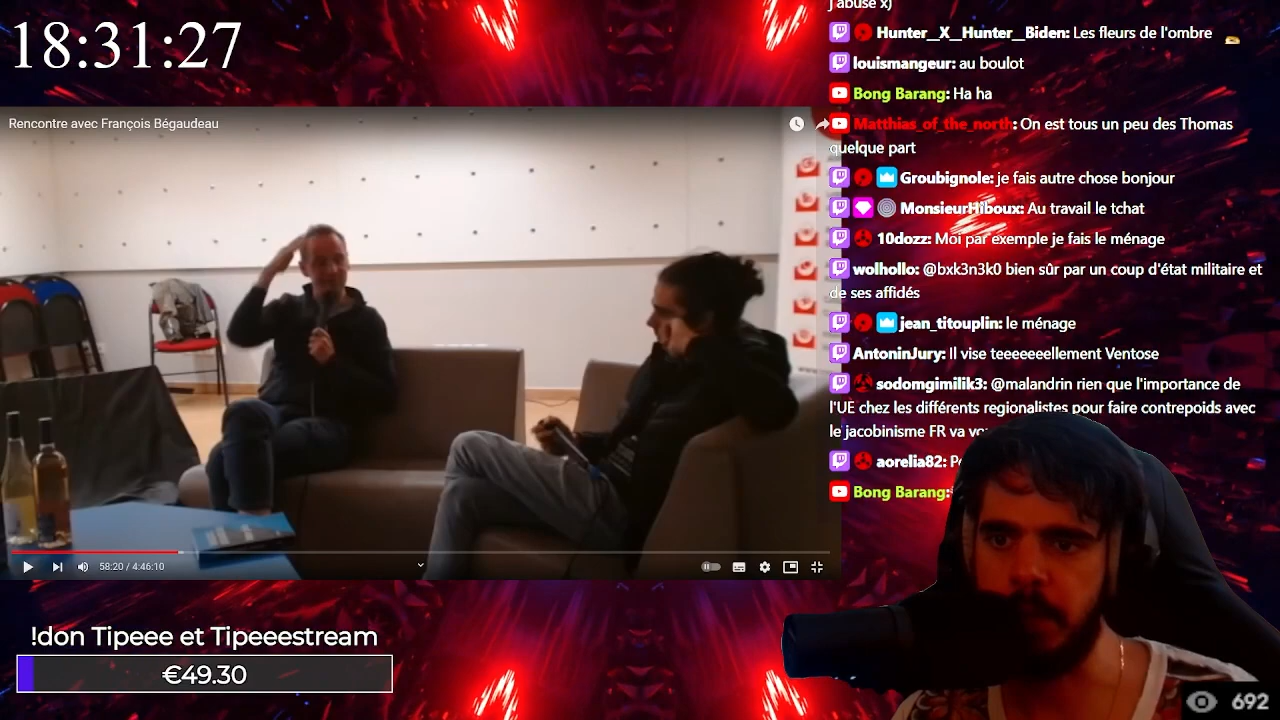 18:31:27
Rencontre avec François Bégaudeau
58:20 / 4:46:10
!don Tipeee et Tipeeestream
€49.30
j'abuse x)
Hunter__X__Hunter__Biden: Les fleurs de l'ombre
louismangeur: au boulot
Bong Barang: Ha ha
Matthias_of_the_north: On est tous un peu des Thomas
quelque part
Groubignole: je fais autre chose bonjour
MonsieurHiboux: Au travail le tchat
10dozz: Moi par exemple je fais le ménage
wolhollo: @bxk3n3k0 bien sûr par un coup d'état militaire et
de ses affidés
jean_titouplin: le ménage
AntoninJury: Il vise teeeeeeellement Ventose
sodomgimilik3: @malandrin rien que l'importance de
l'UE chez les différents regionalistes pour faire contrepoids avec
le jacobinisme FR va
aorelia82:
Bong Barang:
692